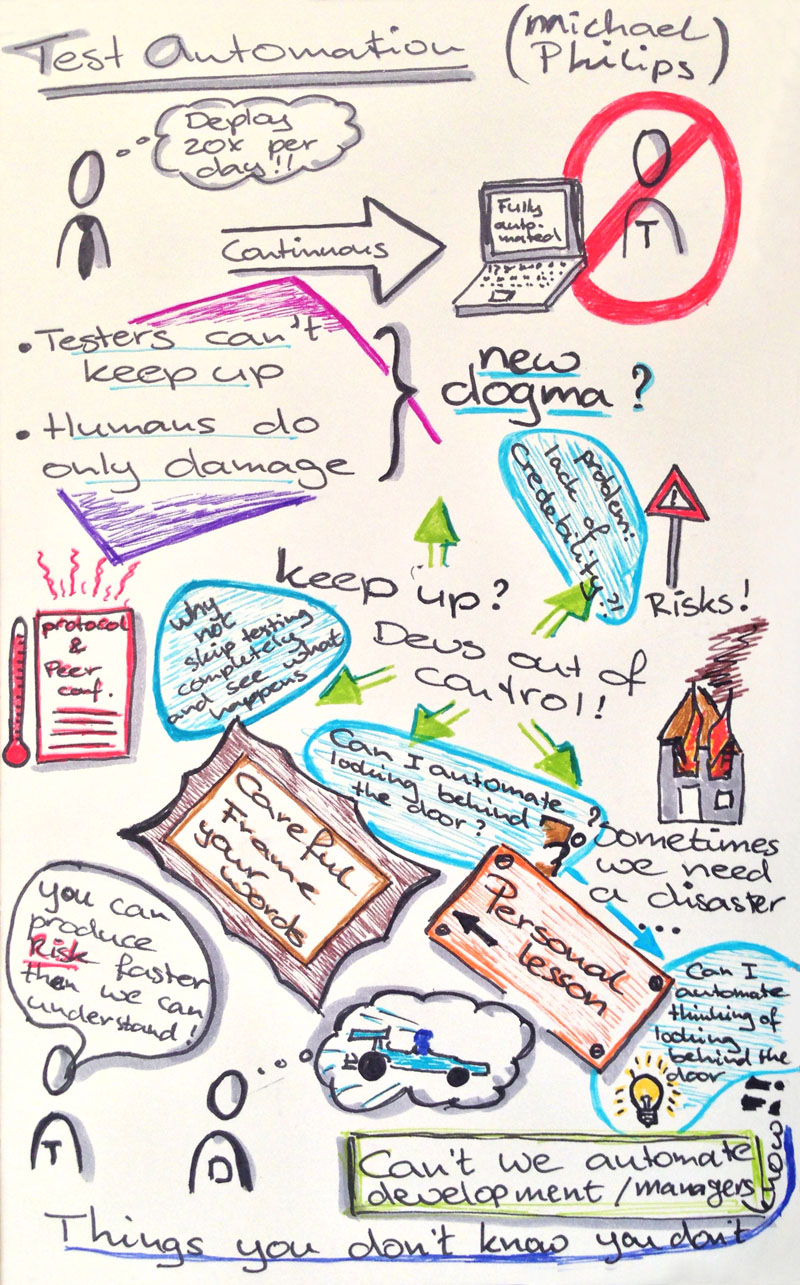 Test Automation
(Michael
Philips)
Deploy
20x per
day!!
Continuous
Fully
auto-
mated
T
• Testers can't
keep up
• Humans do
only damage
new
dogma?
problem:
lack of
Credebility?!
Risks!
keep up?
Devs out of
control!
protocol
&
Peer
conf.
why
not
skip testing
completely
and see what
happens
Can I automate
looking behind
the door?
?
Careful
Frame
your
words
Sometimes
we need
a disaster
...
Personal
lesson
you can
produce
Risk faster
then we can
understand!
T
D
Can I
automate
thinking of
looking
behind the
door
!!
Can't we automate
development/managers
Things you don't know you don't
know